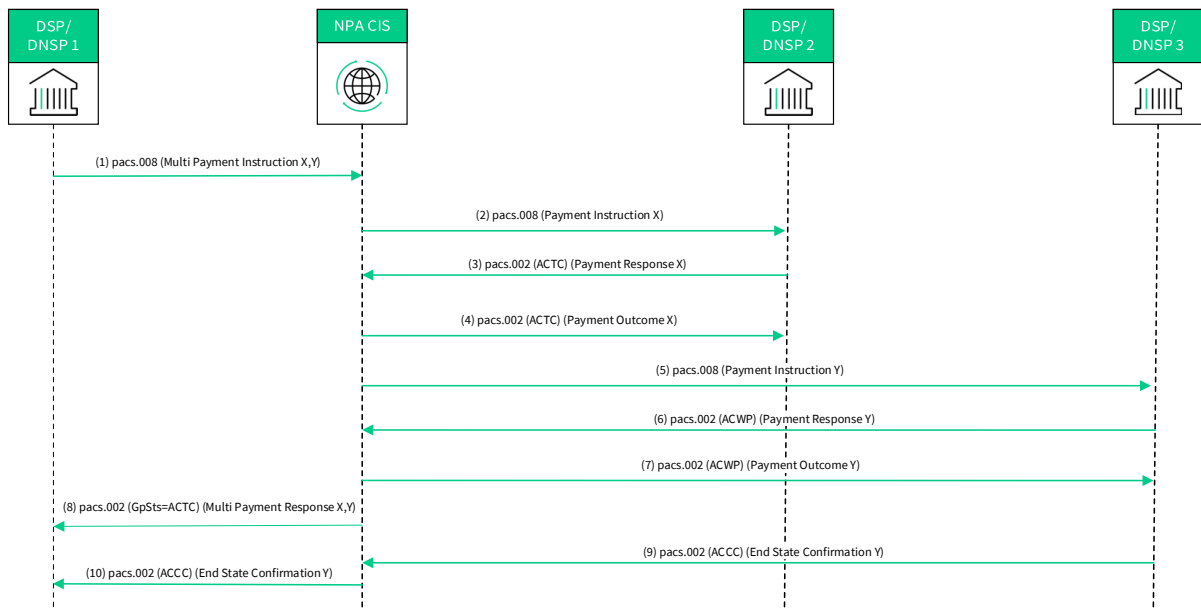 DSP/
DNSP 1
NPA CIS
DSP/
DNSP 2
DSP/
DNSP 3
(1) pacs.008 (Multi Payment Instruction X,Y)
(2) pacs.008 (Payment Instruction X)
(3) pacs.002 (ACTC) (Payment Response X)
(4) pacs.002 (ACTC) (Payment Outcome X)
(5) pacs.008 (Payment Instruction Y)
(6) pacs.002 (ACWP) (Payment Response Y)
(7) pacs.002 (ACWP) (Payment Outcome Y)
(8) pacs.002 (GpSts=ACTC) (Multi Payment Response X,Y)
(9) pacs.002 (ACCC) (End State Confirmation Y)
(10) pacs.002 (ACCC) (End State Confirmation Y)